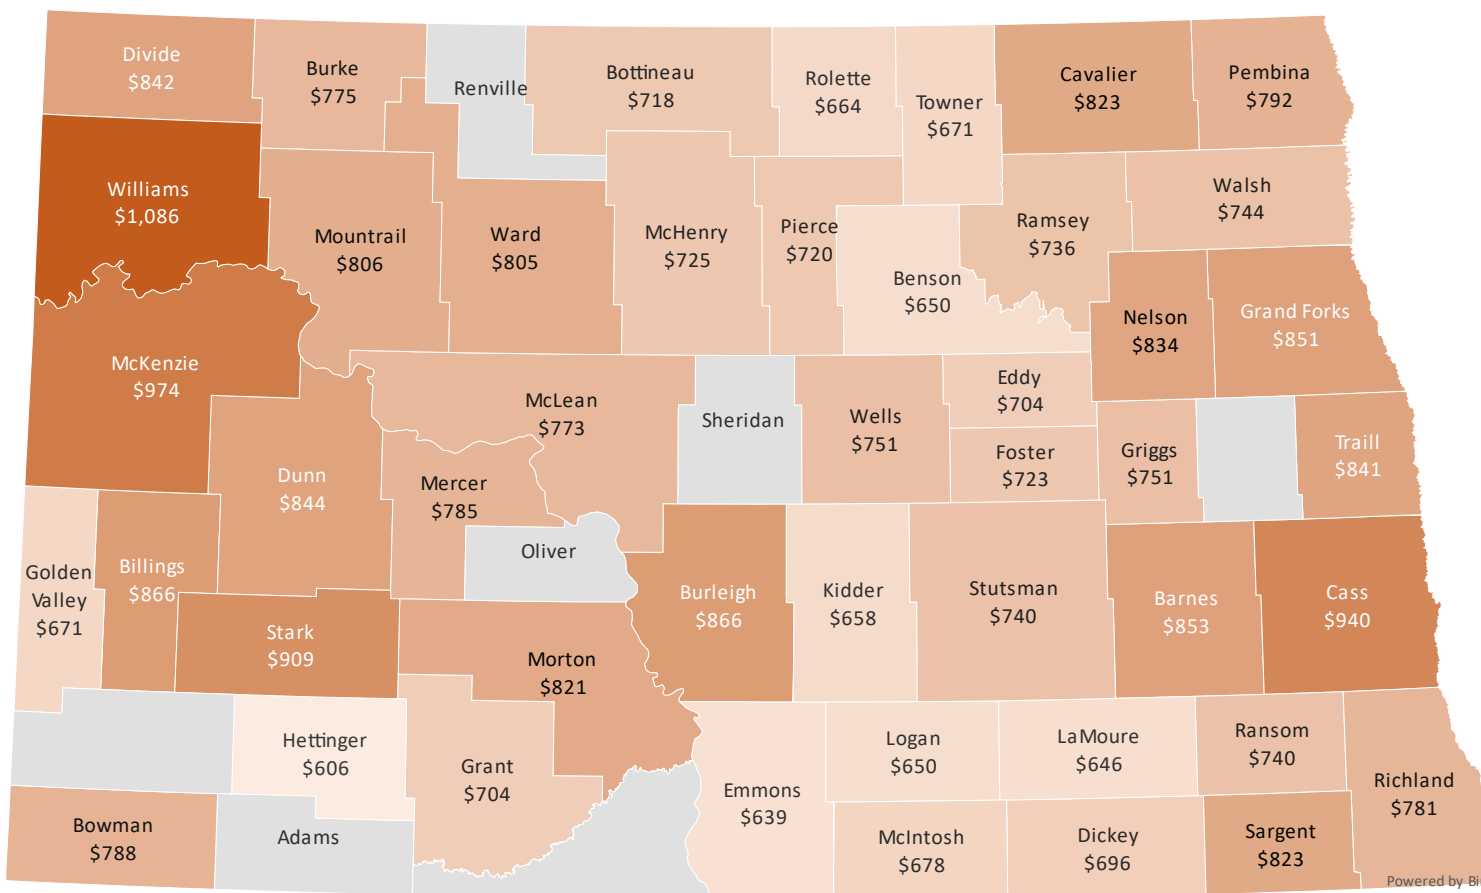 Divide
$842
Burke
$775
Renville
Bottineau
$718
Rolette
$664
Towner
$671
Cavalier
$823
Pembina
$792
Williams
$1,086
Mountrail
$806
Ward
$805
McHenry
$725
Pierce
$720
Benson
$650
Ramsey
$736
Walsh
$744
McKenzie
$974
Nelson
$834
Grand Forks
$851
McLean
$773
Sheridan
Wells
$751
Eddy
$704
Foster
$723
Griggs
$751
Traill
$841
Dunn
$844
Mercer
$785
Oliver
Golden
Valley
$671
Billings
$866
Stark
$909
Burleigh
$866
Kidder
$658
Stutsman
$740
Barnes
$853
Cass
$940
Morton
$821
Hettinger
$606
Grant
$704
Emmons
$639
Logan
$650
LaMoure
$646
Ransom
$740
Richland
$781
Bowman
$788
Adams
McIntosh
$678
Dickey
$696
Sargent
$823
Powered by Bi